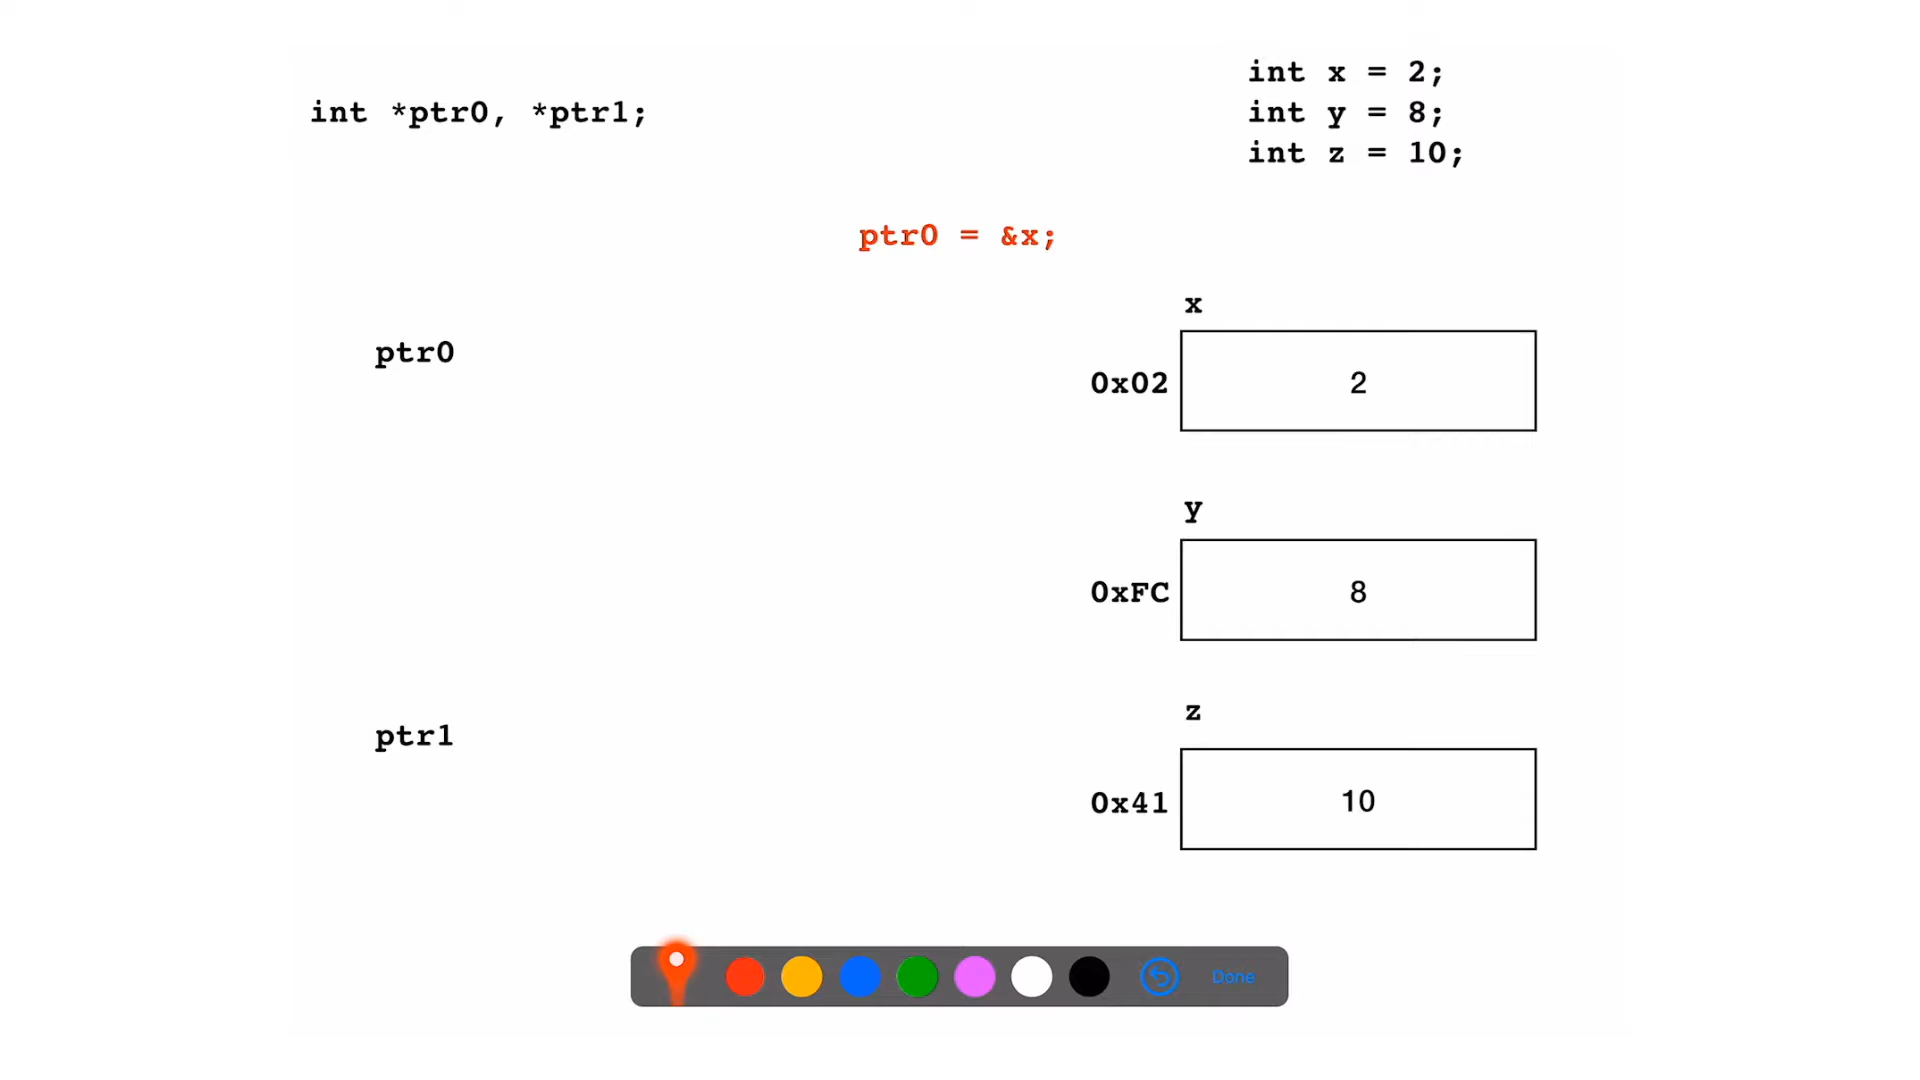 int *ptr0, *ptr1;
int x = 2;
int y = 8;
int z = 10;
ptr0 = &x;
x
ptr0
0x02
2
y
0xFC
8
z
ptr1
0x41
10
Done